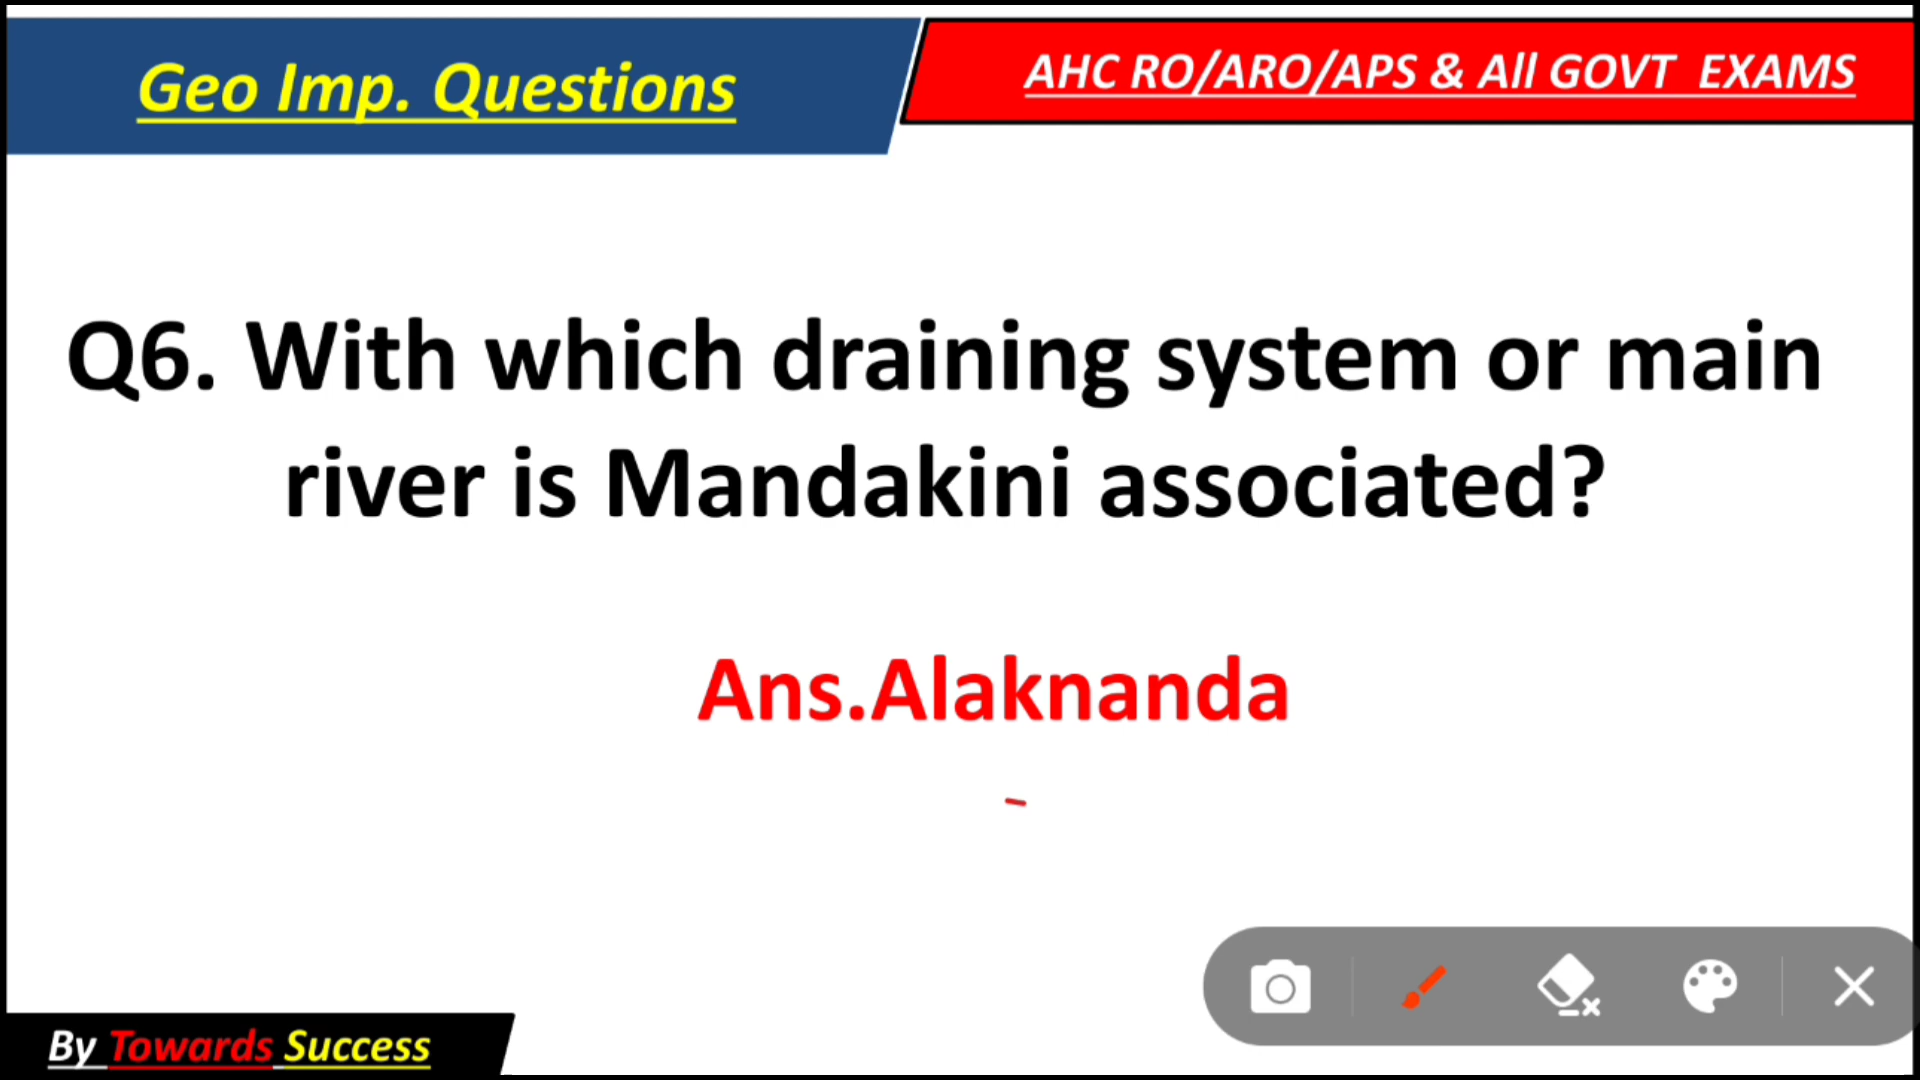 Geo Imp. Questions
AHC RO/ARO/APS & All GOVT EXAMS
Q6. With which draining system or main
river is Mandakini associated?
Ans.Alaknanda
By Towards Success